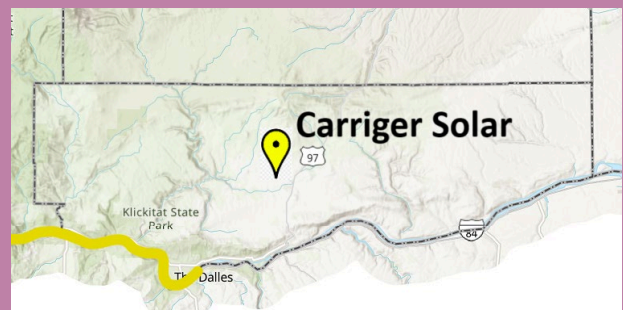 Carriger Solar
97
Klickitat State
Park
84
The Dalles